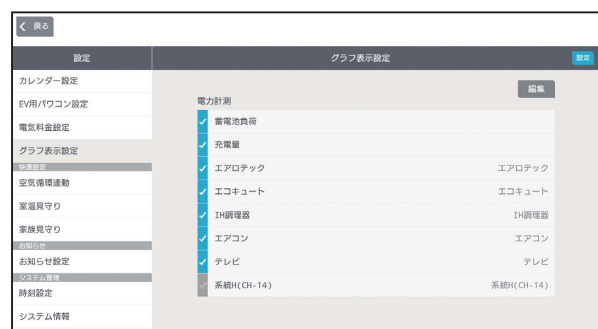 戻る
設定
グラフ表示設定
設定
カレンダー設定
EV用パワコン設定
電気料金設定
グラフ表示設定
快適設定
空気循環連動
室温見守り
家族見守り
お知らせ
お知らせ設定
システム管理
時刻設定
システム情報
編集
電力計測
蓄電池負荷
充電量
エアロテック エアロテック
エコキュート エコキュート
IH調理器 IH調理器
エアコン エアコン
テレビ テレビ
系統H(CH-14) 系統H(CH-14)